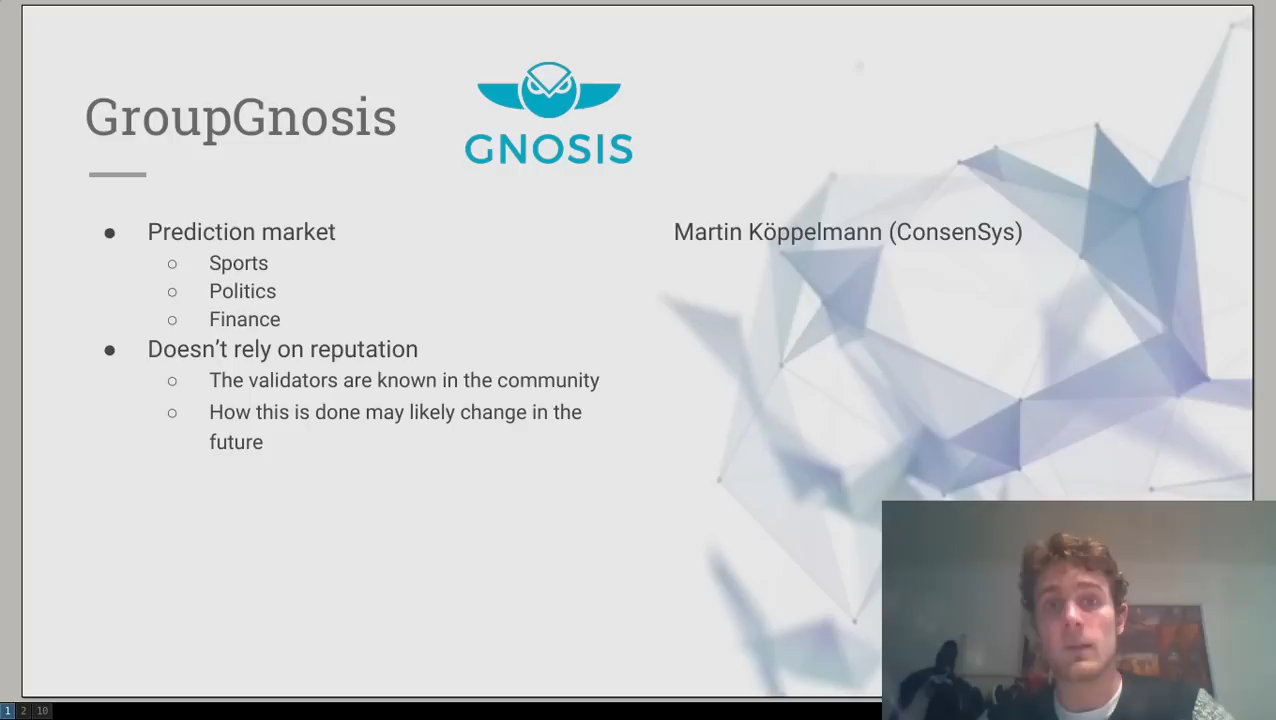 GroupGnosis
GNOSIS
● Prediction market
○ Sports
○ Politics
○ Finance
● Doesn’t rely on reputation
○ The validators are known in the community
○ How this is done may likely change in the
future
Martin Köppelmann (ConsenSys)
1 2 10